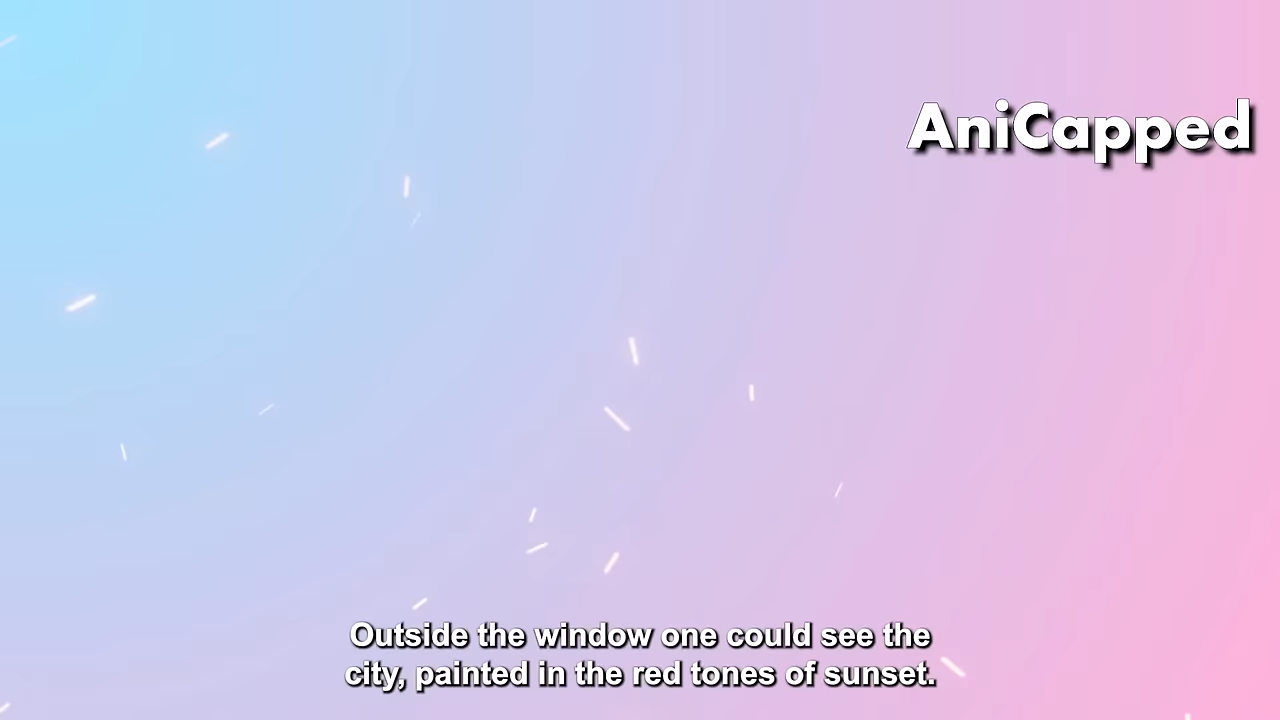 AniCapped
Outside the window one could see the
city, painted in the red tones of sunset.